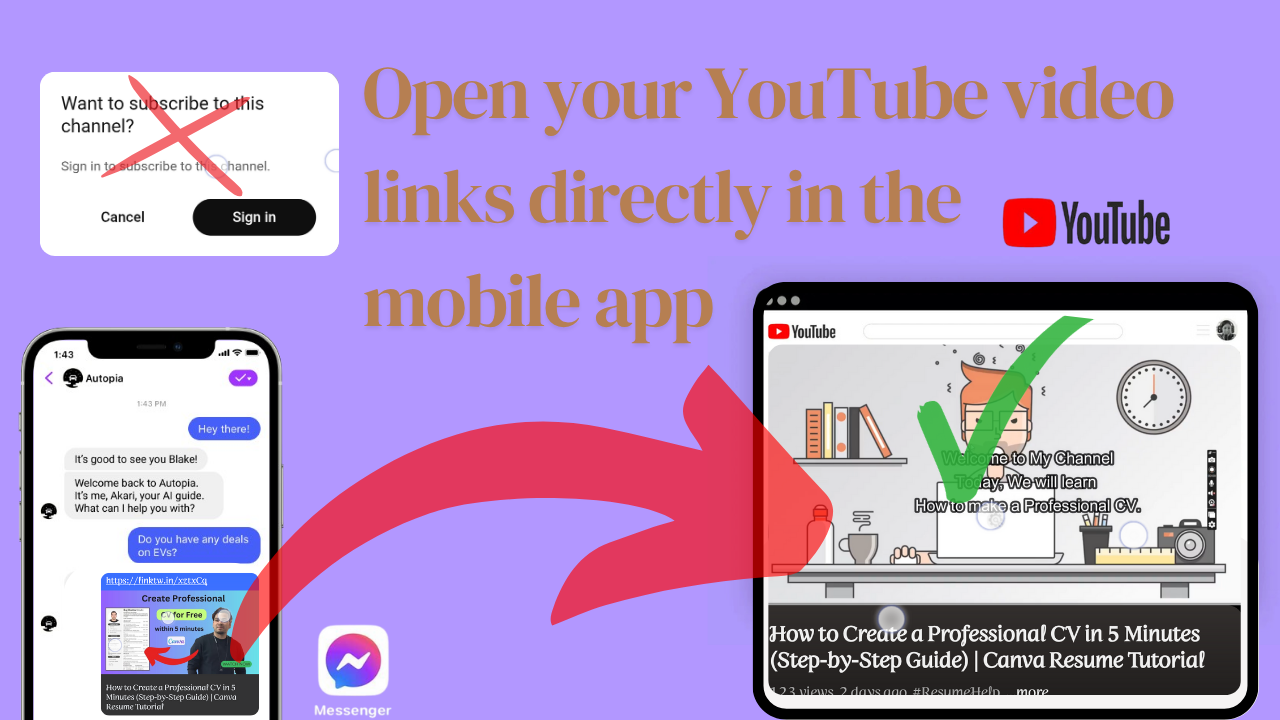 Want to subscribe to this
channel?
Sign in to subscribe to this channel.
Cancel
Sign in
Open your YouTube video
links directly in the
mobile app
YouTube
1:43
Autopia
1:43 PM
Hey there!
It's good to see you Blake!
Welcome back to Autopia.
It's me, Akari, your AI guide.
What can I help you with?
Do you have any deals
on EVs?
https://finktw.in/xztxCq
Create Professional
CV for Free
within 5 minutes
Canva
How to Create a Professional CV in 5
Minutes (Step-by-Step Guide) | Canva
Resume Tutorial
Messenger
YouTube
Welcome to My Channel
Today, We will learn
How to make a Professional CV.
How to Create a Professional CV in 5 Minutes
(Step-by-Step Guide) | Canva Resume Tutorial
123 views 2 days ago #ResumeHelp ...more